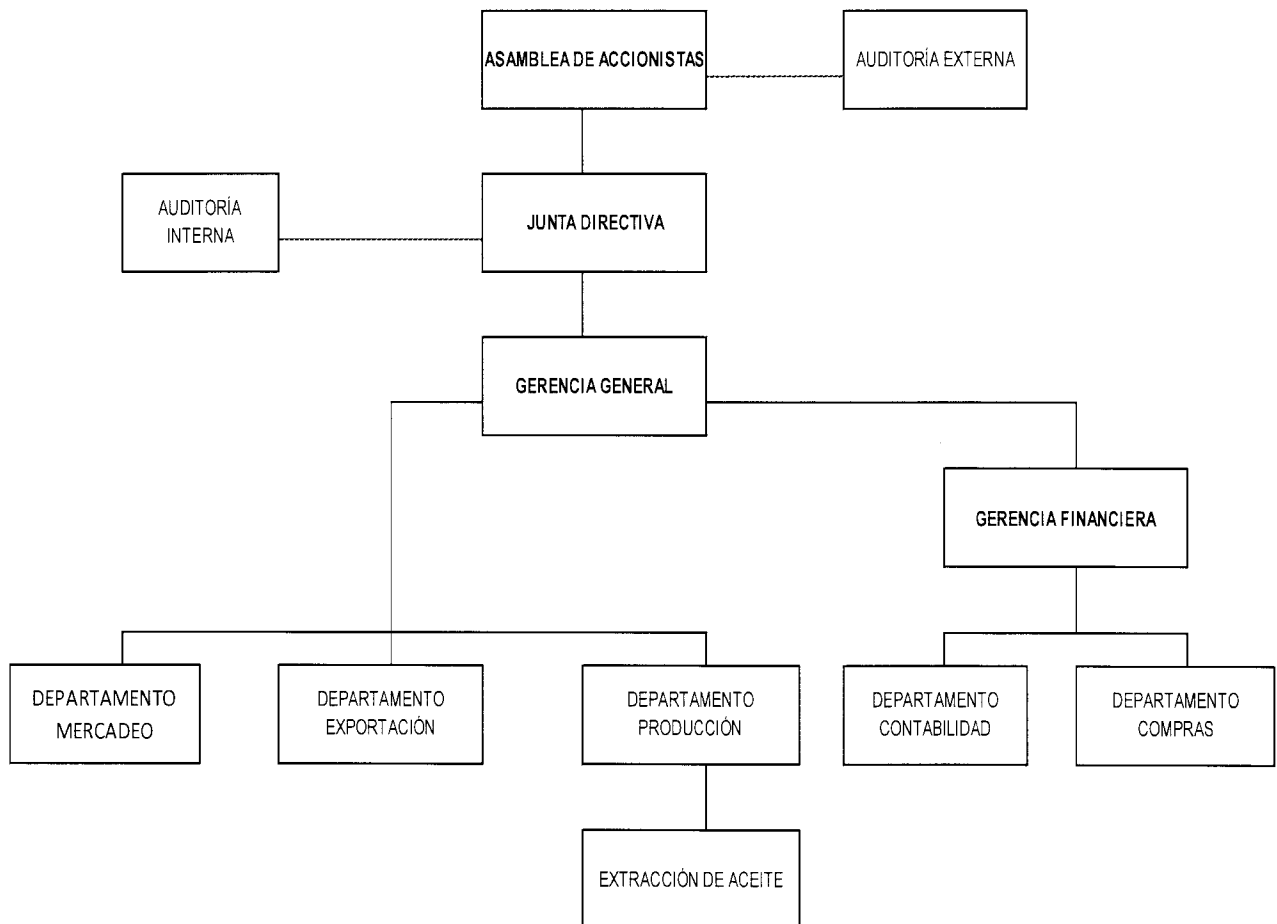 ASAMBLEA DE ACCIONISTAS
AUDITORÍA EXTERNA
AUDITORÍA
INTERNA
JUNTA DIRECTIVA
GERENCIA GENERAL
GERENCIA FINANCIERA
DEPARTAMENTO
MERCADEO
DEPARTAMENTO
EXPORTACIÓN
DEPARTAMENTO
PRODUCCIÓN
DEPARTAMENTO
CONTABILIDAD
DEPARTAMENTO
COMPRAS
EXTRACCIÓN DE ACEITE